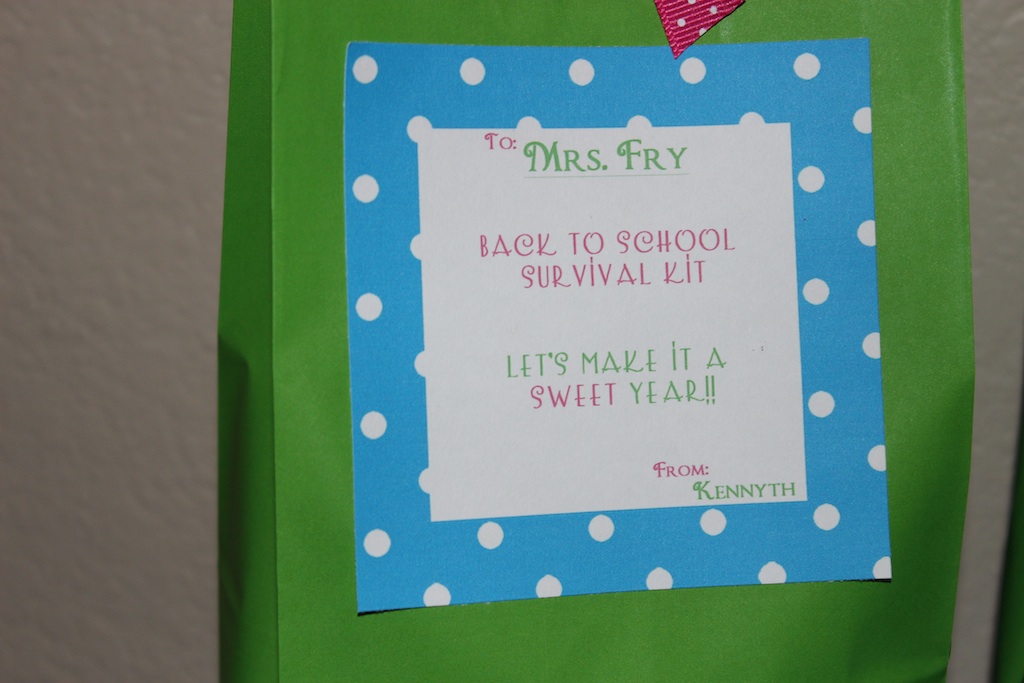 To: Mrs. Fry
BACK TO SCHOOL
SURVIVAL KIT
LET'S MAKE IT A
SWEET YEAR!!
From:
Kennyth